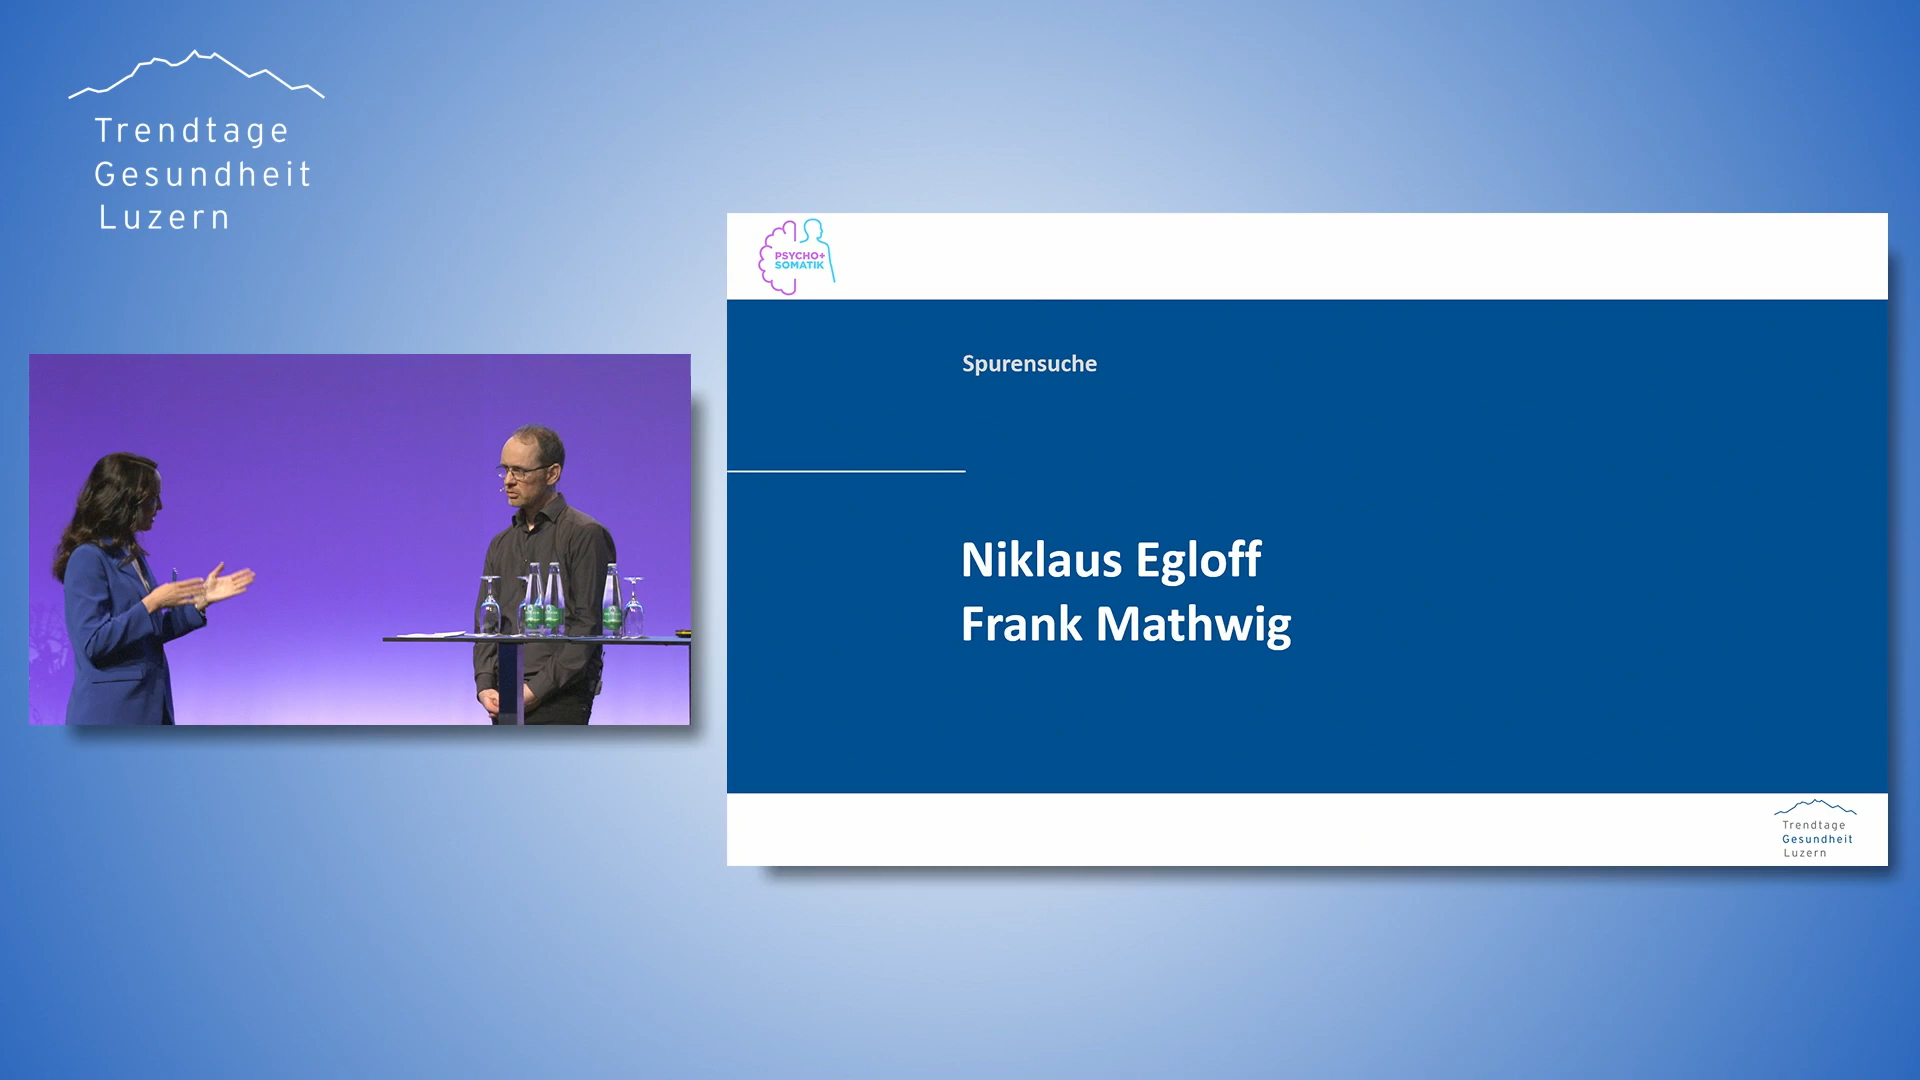 Trendtage
Gesundheit
Luzern
PSYCHO+
SOMATIK
Spurensuche
Niklaus Egloff
Frank Mathwig
Trendtage
Gesundheit
Luzern